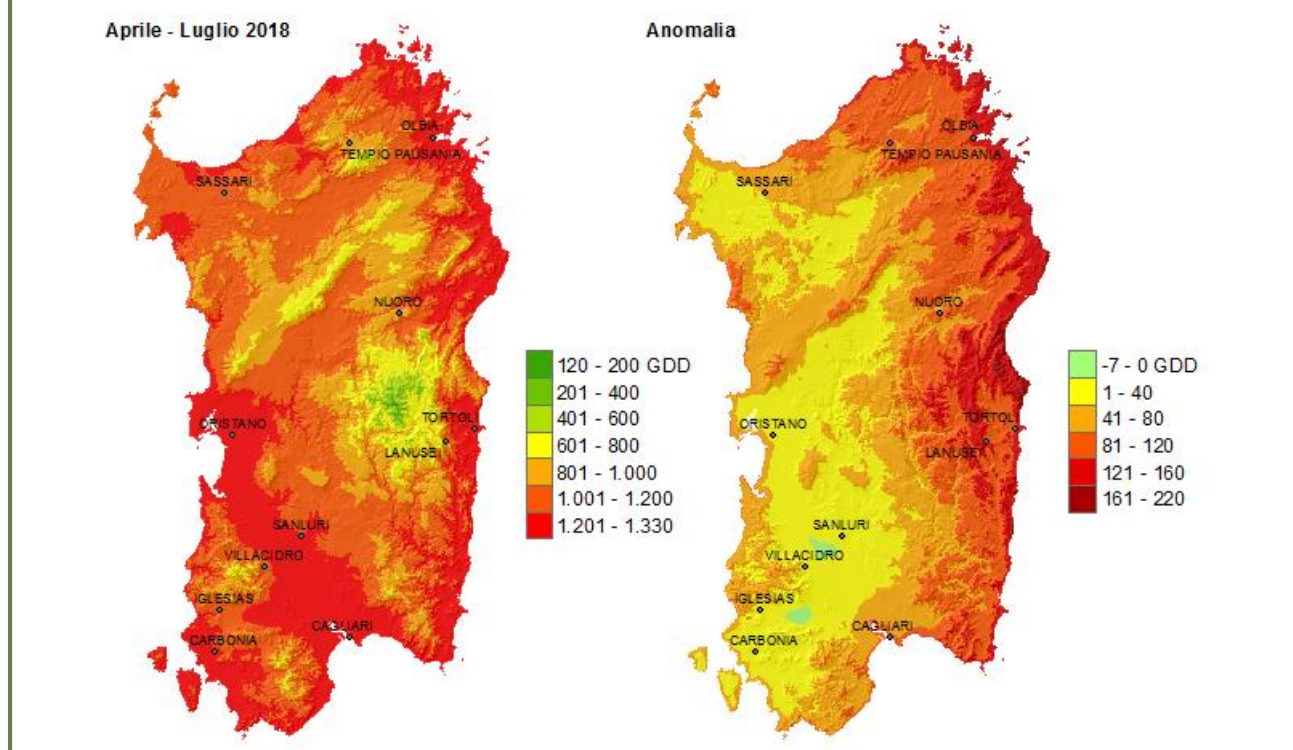 Aprile - Luglio 2018
OLBIA
TEMPIO PAUSANIA
SASSARI
NUORO
ORISTANO
TORTOLI
LANUSEI
SANLURI
VILLACIDRO
IGLESIAS
CAGLIARI
CARBONIA
120 - 200 GDD
201 - 400
401 - 600
601 - 800
801 - 1.000
1.001 - 1.200
1.201 - 1.330
Anomalia
OLBIA
TEMPIO PAUSANIA
SASSARI
NUORO
ORISTANO
TORTOLI
LANUSEI
SANLURI
VILLACIDRO
IGLESIAS
CAGLIARI
CARBONIA
-7 - 0 GDD
1 - 40
41 - 80
81 - 120
121 - 160
161 - 220